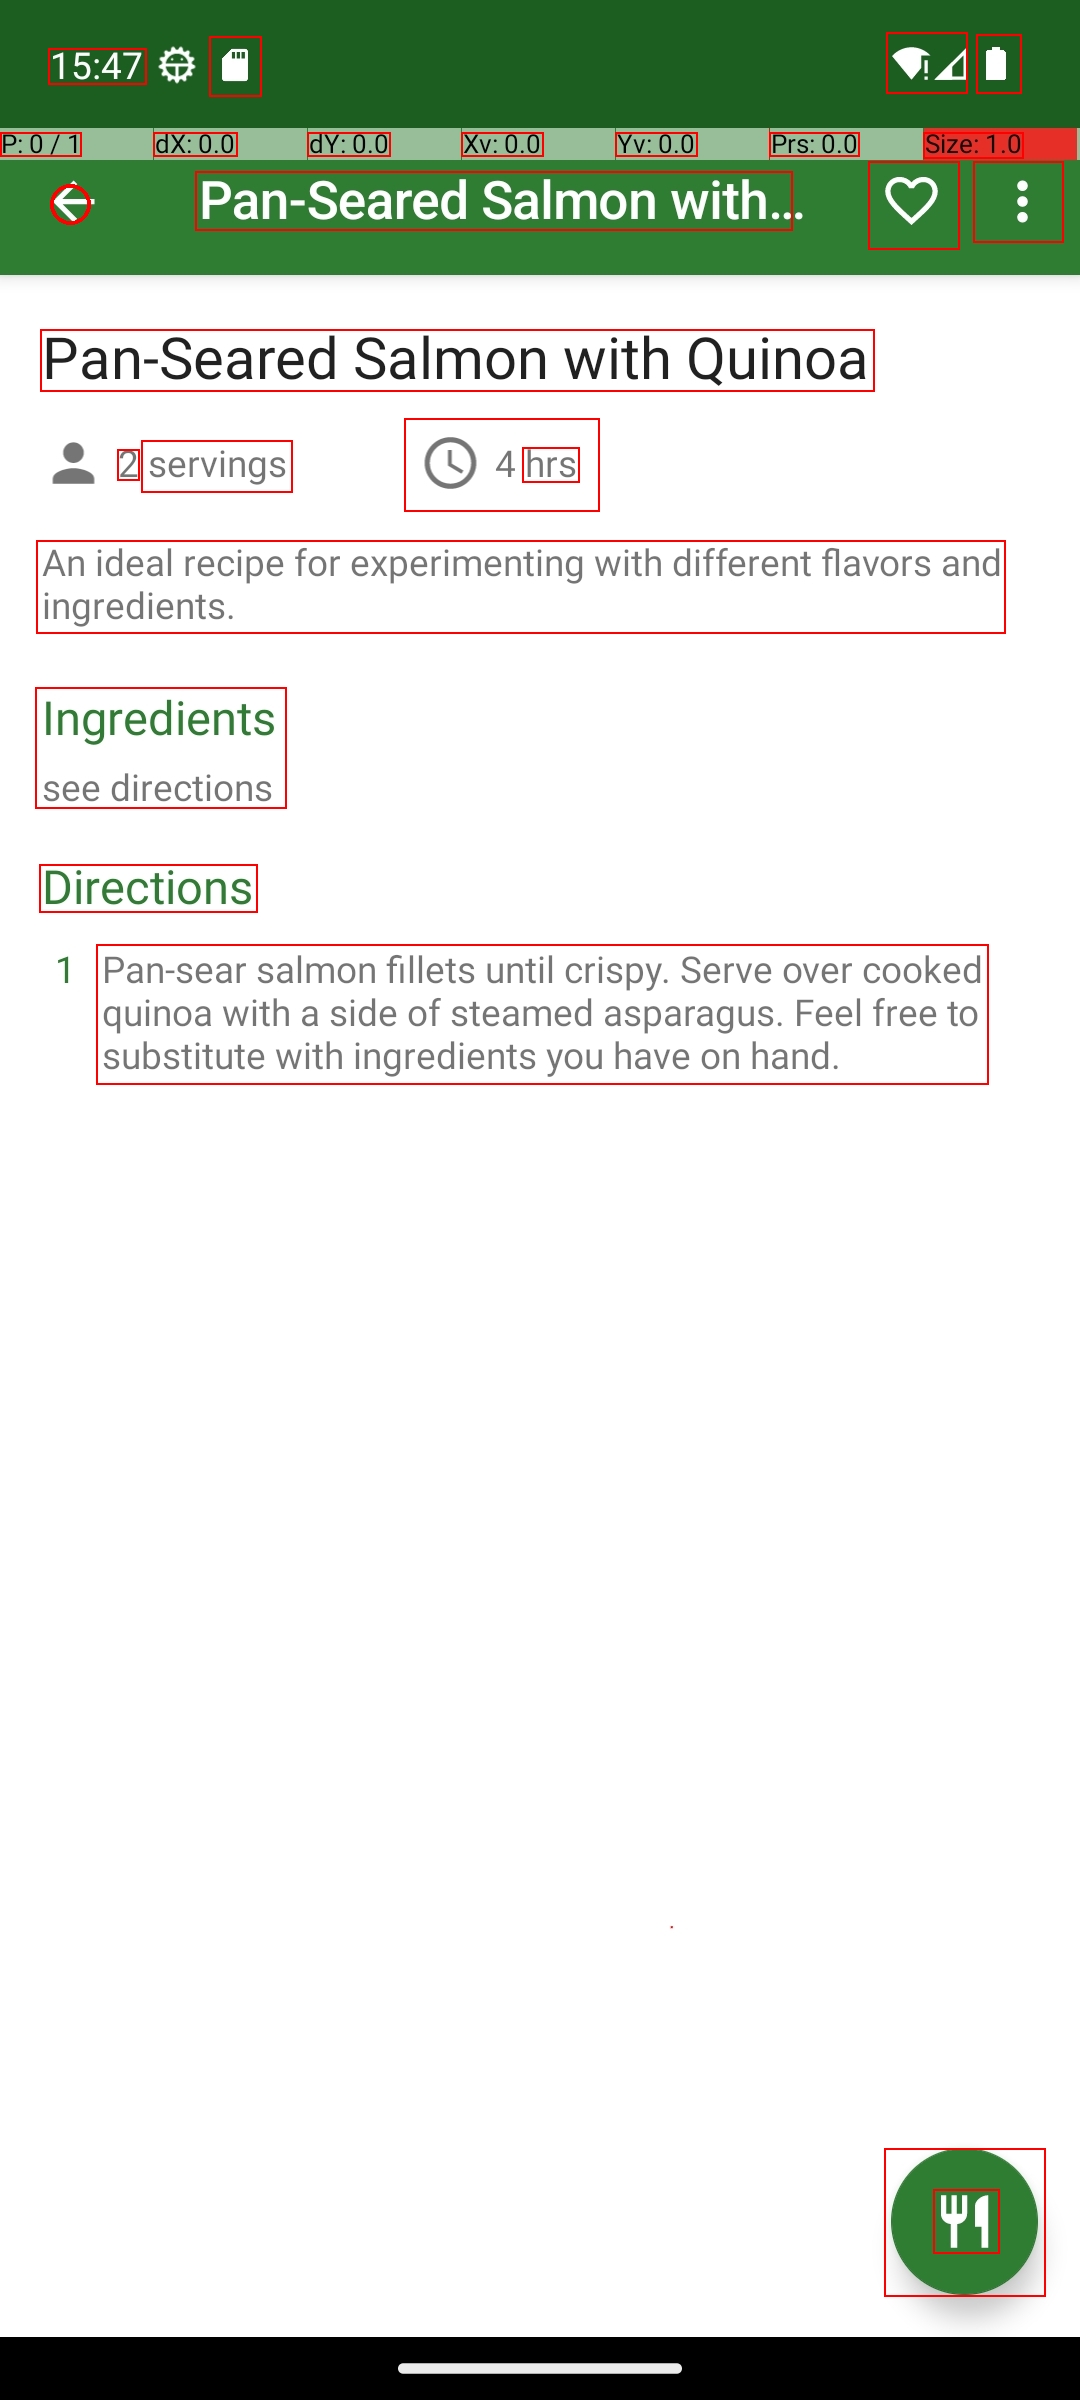 15:47
P: 0 / 1 dX: 0.0 dY: 0.0 Xv: 0.0 Yv: 0.0 Prs: 0.0 Size: 1.0
Pan-Seared Salmon with...
Pan-Seared Salmon with Quinoa
2 servings 4 hrs
An ideal recipe for experimenting with different flavors and
ingredients.
Ingredients
see directions
Directions
1 Pan-sear salmon fillets until crispy. Serve over cooked
quinoa with a side of steamed asparagus. Feel free to
substitute with ingredients you have on hand.